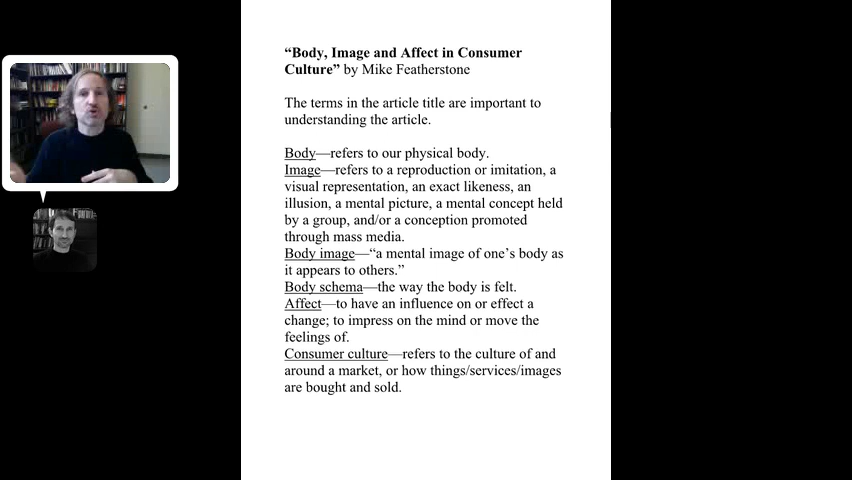 “Body, Image and Affect in Consumer
Culture” by Mike Featherstone
The terms in the article title are important to
understanding the article.
Body—refers to our physical body.
Image—refers to a reproduction or imitation, a
visual representation, an exact likeness, an
illusion, a mental picture, a mental concept held
by a group, and/or a conception promoted
through mass media.
Body image—“a mental image of one’s body as
it appears to others.”
Body schema—the way the body is felt.
Affect—to have an influence on or effect a
change; to impress on the mind or move the
feelings of.
Consumer culture—refers to the culture of and
around a market, or how things/services/images
are bought and sold.